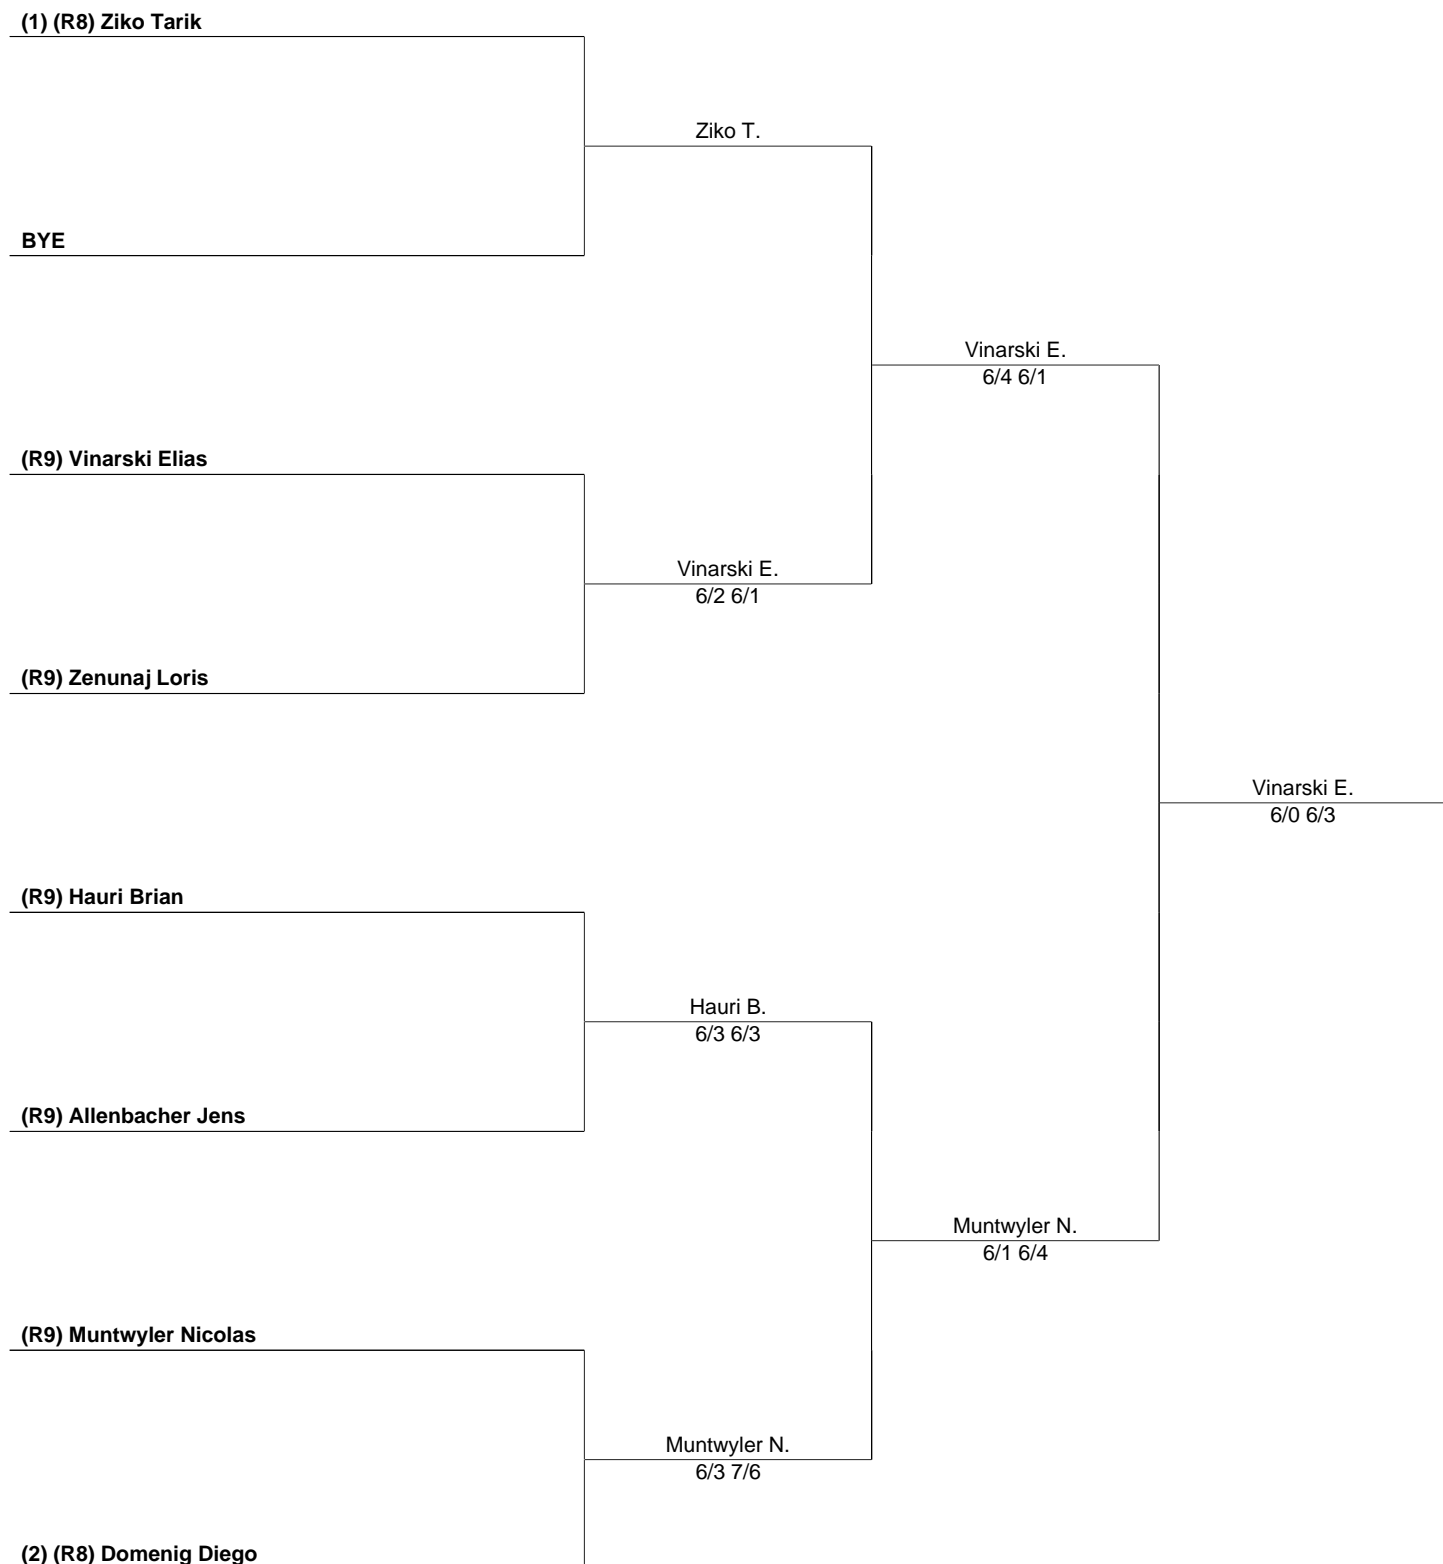 (1) (R8) Ziko Tarik
Ziko T.
BYE
Vinarski E.
6/4 6/1
(R9) Vinarski Elias
Vinarski E.
6/2 6/1
(R9) Zenunaj Loris
Vinarski E.
6/0 6/3
(R9) Hauri Brian
Hauri B.
6/3 6/3
(R9) Allenbacher Jens
Muntwyler N.
6/1 6/4
(R9) Muntwyler Nicolas
Muntwyler N.
6/3 7/6
(2) (R8) Domenig Diego